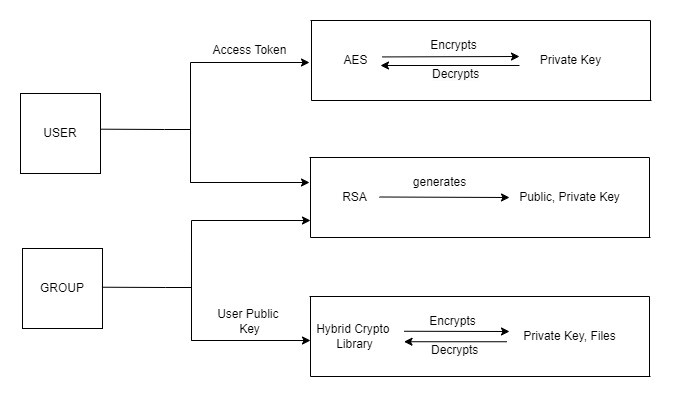 Access Token
AES
Encrypts
Decrypts
Private Key
USER
RSA
generates
Public, Private Key
GROUP
User Public
Key
Hybrid Crypto
Library
Encrypts
Decrypts
Private Key, Files